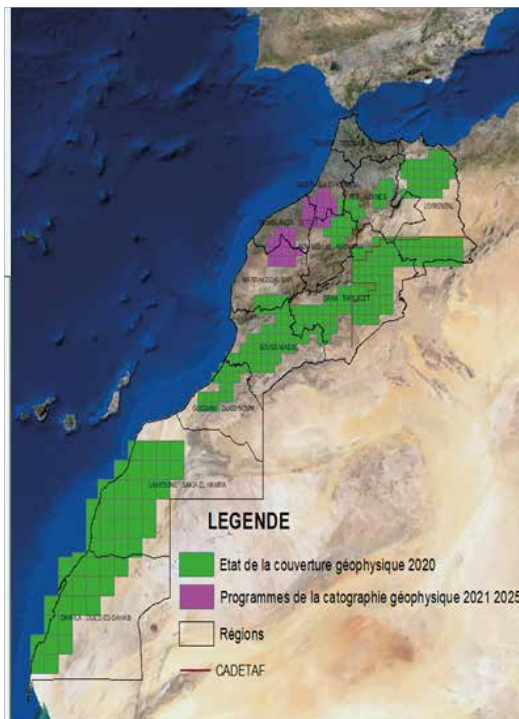 L'ORIENTAL
DRAA TAFILALET
SOUSS-MASSA
GUELMIM - OUED NOUN
LAAYOUNE - SAKIA EL HAMRA
DAKHLA - OUED ED-DAHAB
LEGENDE
Etat de la couverture géophysique 2020
Programmes de la catographie géophysique 2021 2025
Régions
CADETAF